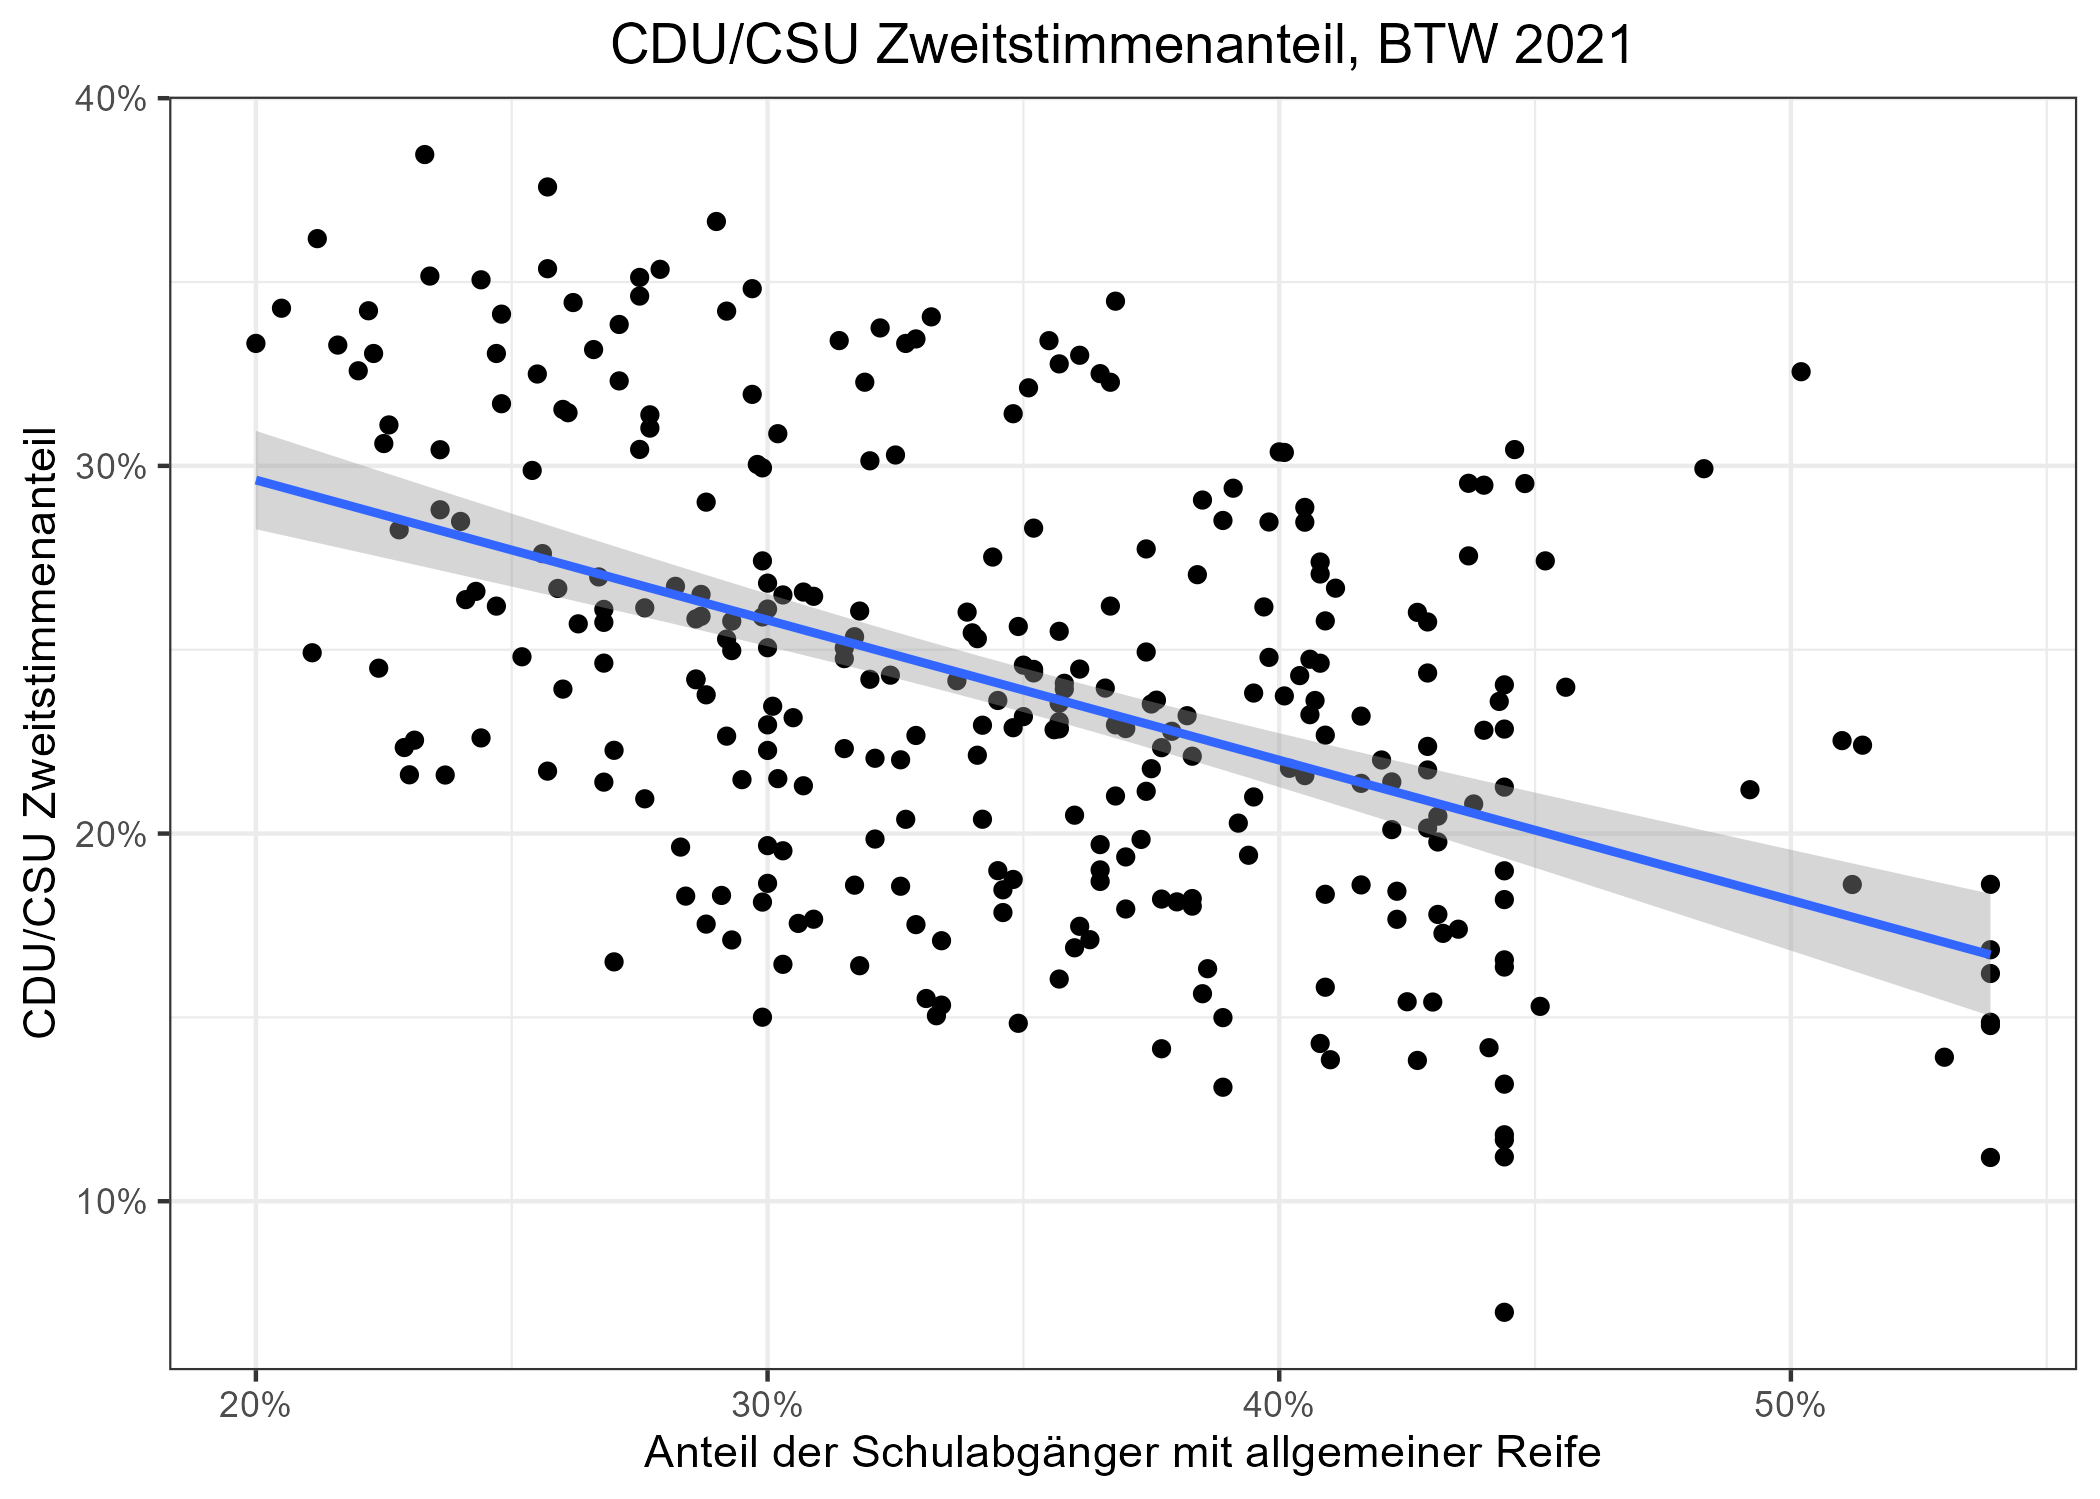 CDU/CSU Zweitstimmenanteil, BTW 2021
CDU/CSU Zweitstimmenanteil
40%
30%
20%
10%
20%
30%
40%
50%
Anteil der Schulabgänger mit allgemeiner Reife